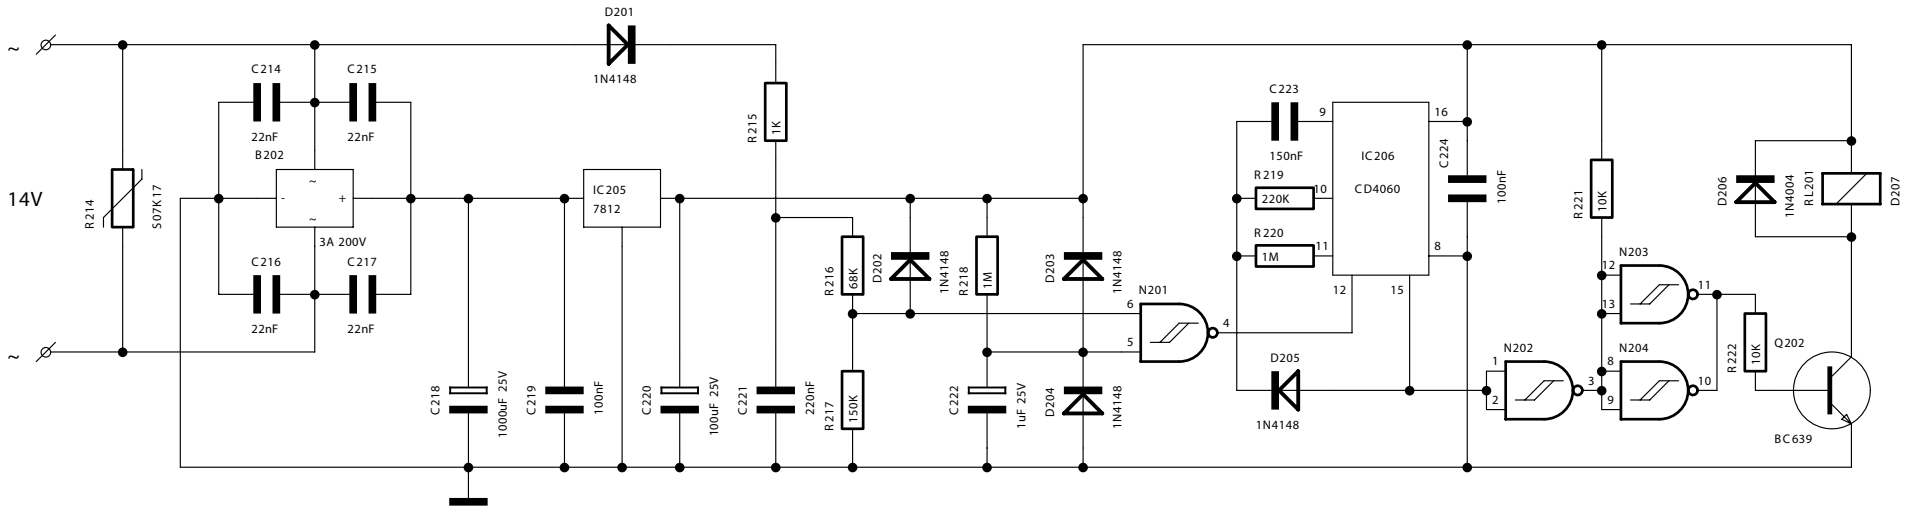 ~
14V
~
R214
S07K17
C214
22nF
C215
22nF
B202
~
-
+
~
3A 200V
C216
22nF
C217
22nF
D201
1N4148
R215
1K
C218
1000uF 25V
C219
100nF
IC205
7812
C220
100uF 25V
C221
220nF
R216
68K
R217
150K
D202
1N4148
R218
1M
C222
1uF 25V
D203
1N4148
D204
1N4148
N201
6
5
4
C223
150nF
R219
220K
R220
1M
D205
1N4148
9
10
11
12
15
16
8
IC206
CD4060
C224
100nF
N202
1
2
3
R221
10K
N203
12
13
11
N204
8
9
10
R222
10K
Q202
BC639
D206
1N4004
RL201
D207